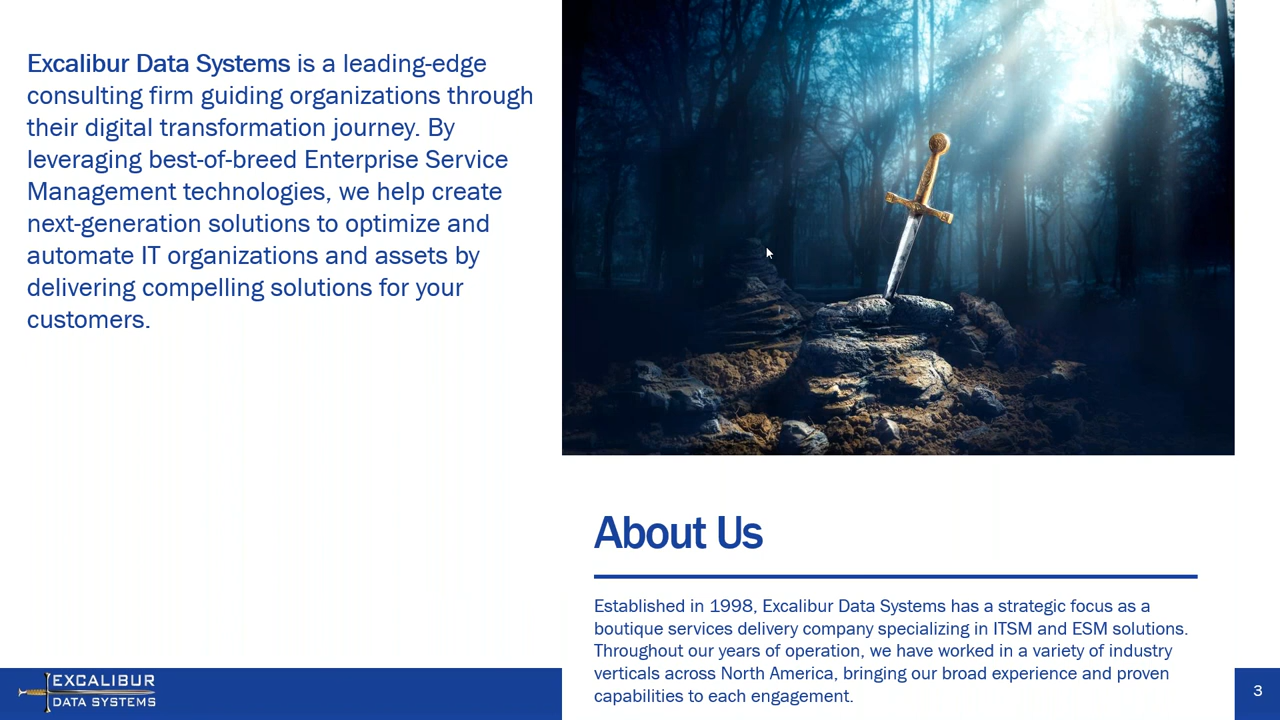 Excalibur Data Systems is a leading-edge
consulting firm guiding organizations through
their digital transformation journey. By
leveraging best-of-breed Enterprise Service
Management technologies, we help create
next-generation solutions to optimize and
automate IT organizations and assets by
delivering compelling solutions for your
customers.
About Us
Established in 1998, Excalibur Data Systems has a strategic focus as a
boutique services delivery company specializing in ITSM and ESM solutions.
Throughout our years of operation, we have worked in a variety of industry
verticals across North America, bringing our broad experience and proven
capabilities to each engagement.
EXCALIBUR
DATA SYSTEMS
3